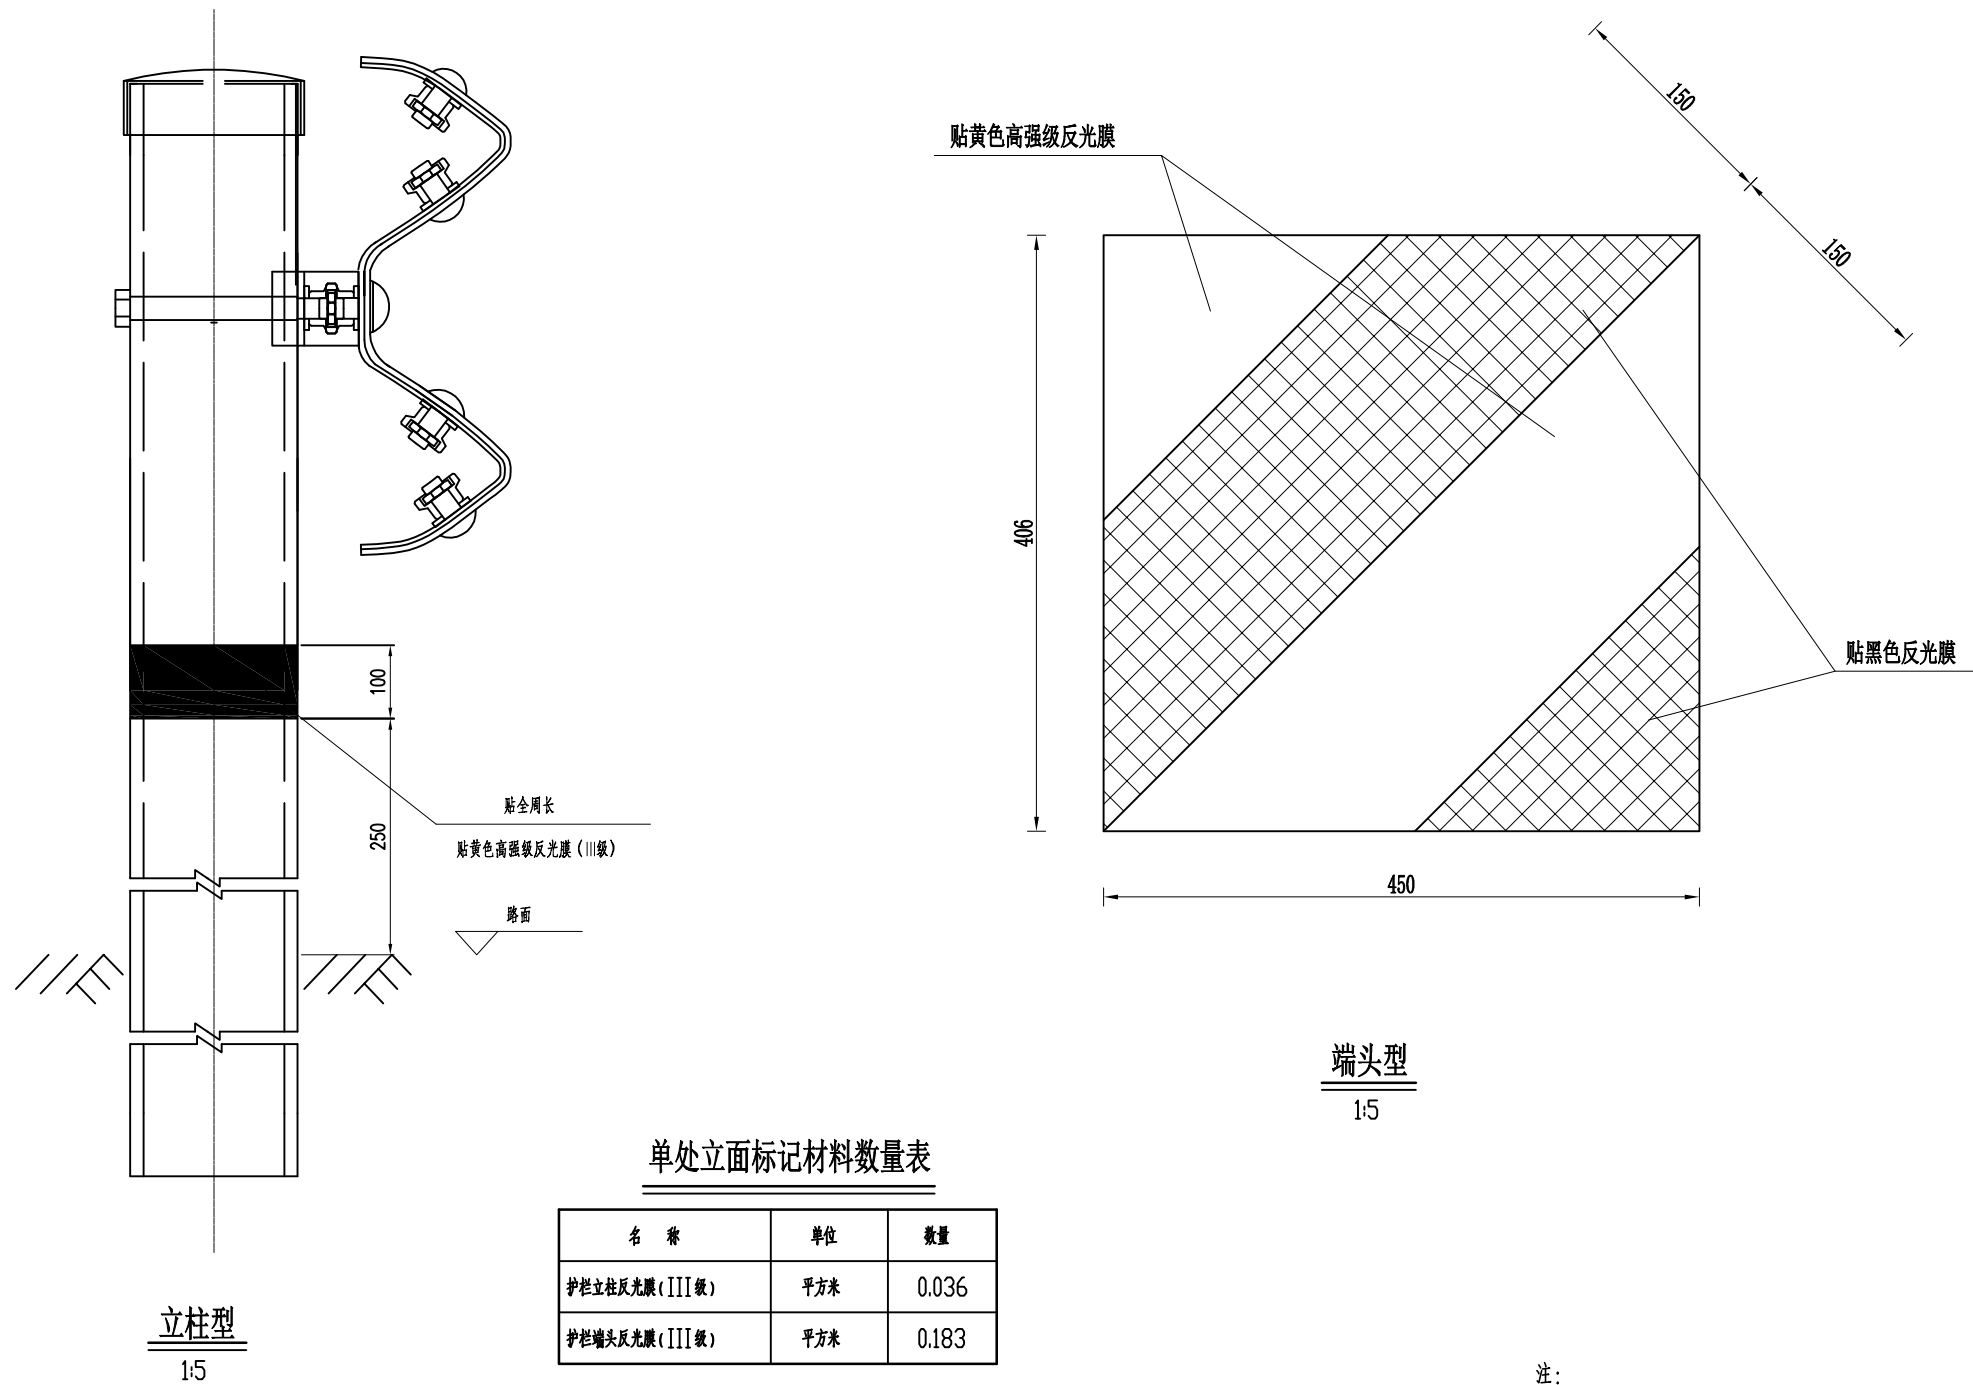 150
贴黄色高强级反光膜
150
406
贴黑色反光膜
100
贴全周长
250
贴黄色高强级反光膜（III级）
450
路面
端头型
1:5
单处立面标记材料数量表
名 称 单位 数量
护栏立柱反光膜(III级) 平方米 0.036
护栏端头反光膜(III级) 平方米 0.183
立柱型
1:5
注: